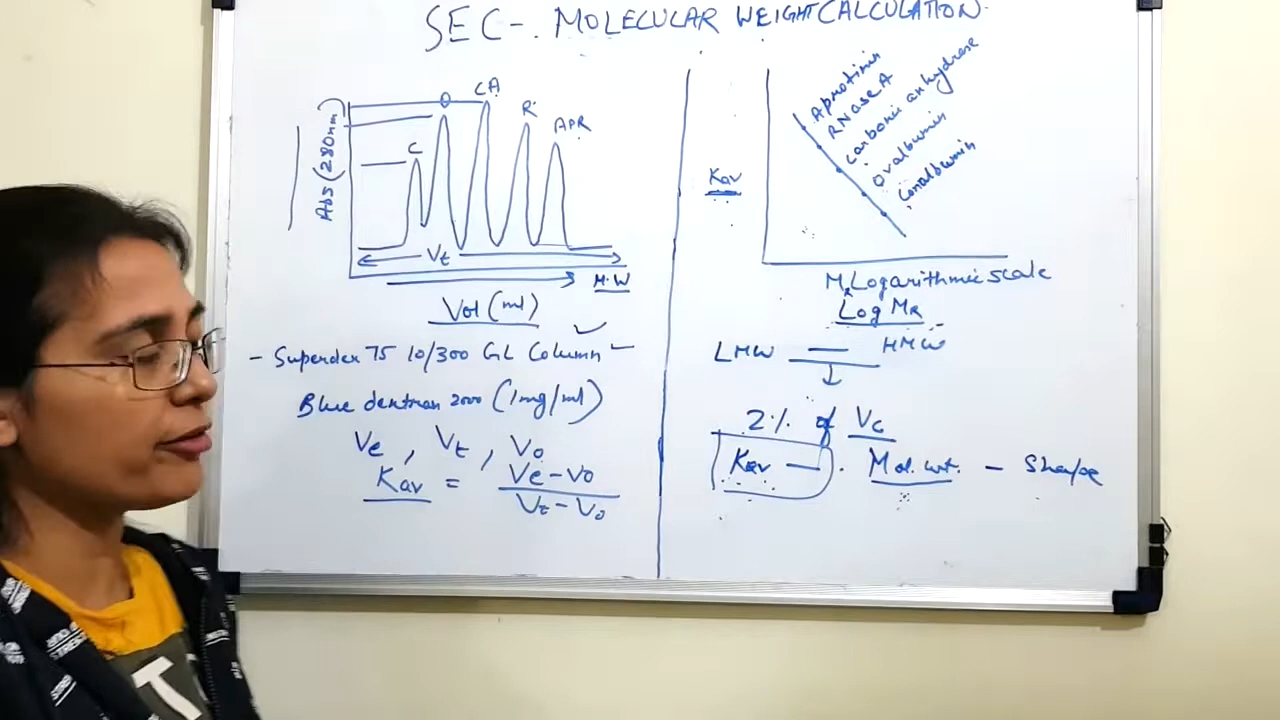 SEC-. MOLECULAR WEIGHT CALCULATION.
Abs (280nm)
C
O
CA
R
APR
Vt
M.W
Vol (ml)
- Superdex 75 10/300 GL Column
Blue dextran 2000 (1mg/ml)
Ve, Vt, Vo
Kav = Ve-Vo
Vt-Vo
Kav
Aprotinin
RNase A
Carbonic anhydrase
Ovalbumin
Conalbumin
MR Logarithmic scale
Log MR
LMW
HMW
2% of Vc
Kav - . Mol. wt. - Shape
T
STRENGTH